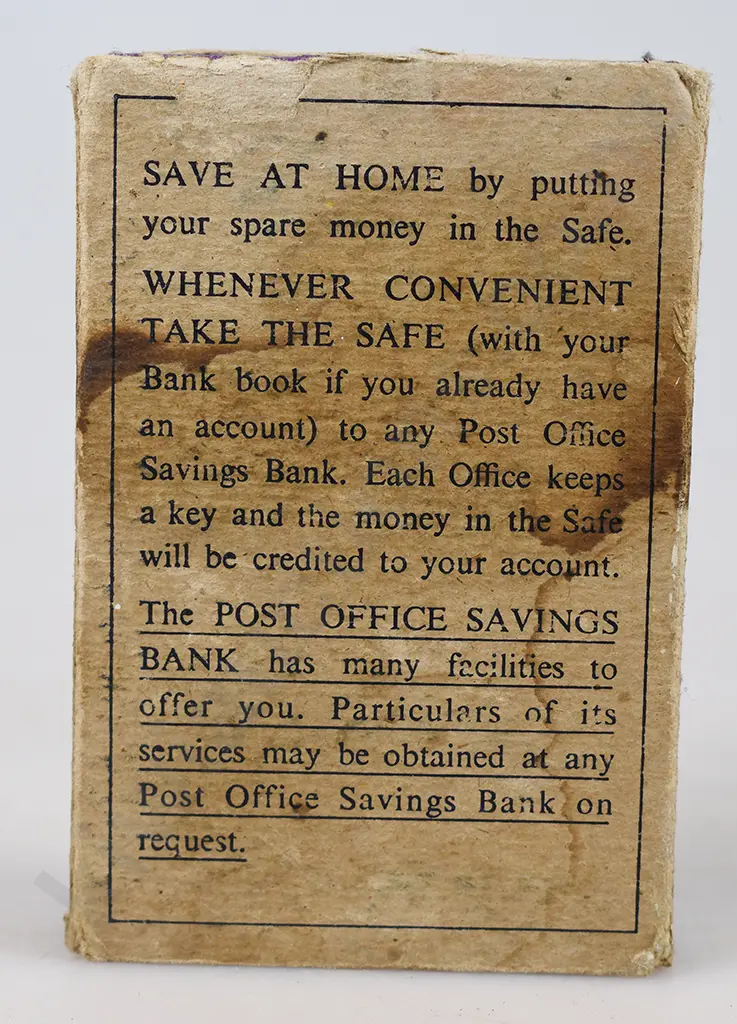 SAVE AT HOME by putting
your spare money in the Safe.
WHENEVER CONVENIENT
TAKE THE SAFE (with your
Bank book if you already have
an account) to any Post Office
Savings Bank. Each Office keeps
a key and the money in the Safe
will be credited to your account.
The POST OFFICE SAVINGS
BANK has many facilities to
offer you. Particulars of its
services may be obtained at any
Post Office Savings Bank on
request.